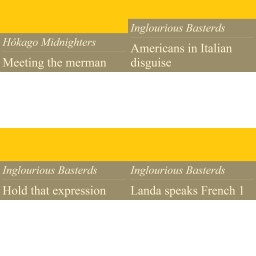 Hōkago Midnighters
Meeting the merman
Inglourious Basterds
Americans in Italian
disguise
Inglourious Basterds
Hold that expression
Inglourious Basterds
Landa speaks French 1